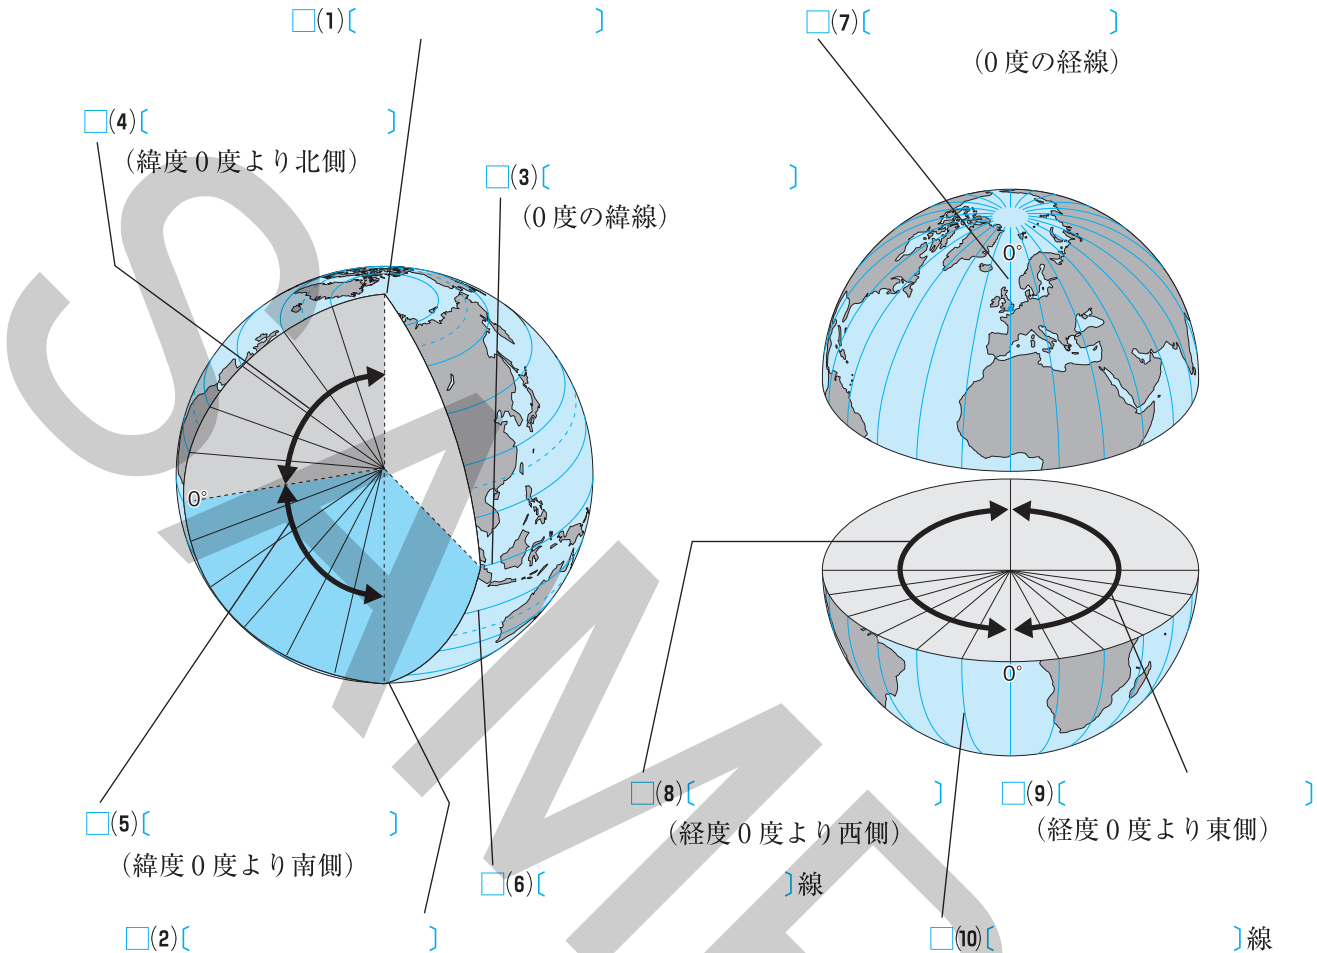 □(1)〔　　　〕
□(7)〔　　　〕
(0度の経線)
□(4)〔　　　〕
(緯度0度より北側)
□(3)〔　　　〕
(0度の緯線)
0°
0°
0°
□(8)〔　　　〕
(経度0度より西側)
□(9)〔　　　〕
(経度0度より東側)
□(5)〔　　　〕
(緯度0度より南側)
□(6)〔　　　〕線
□(2)〔　　　〕
□(10)〔　　　〕線
SAMP